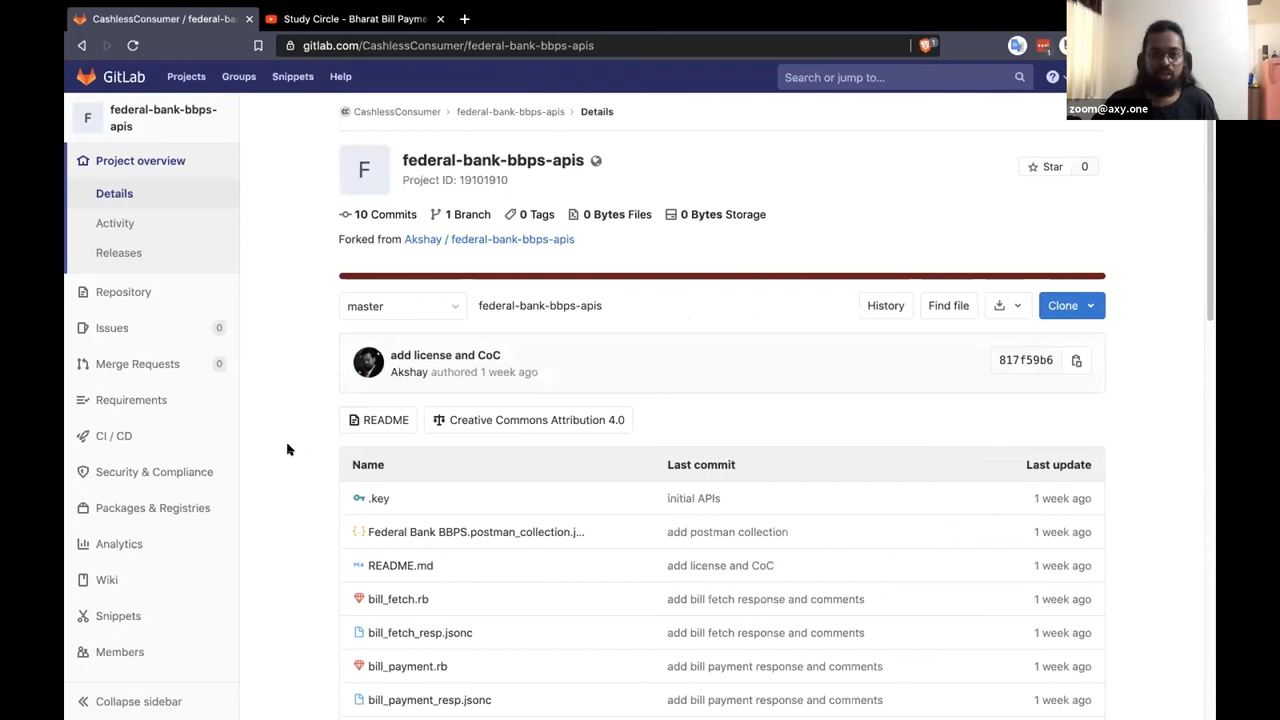 CashlessConsumer / federal-ba
Study Circle - Bharat Bill Payme
gitlab.com/CashlessConsumer/federal-bank-bbps-apis
1
1
GitLab
Projects
Groups
Snippets
Help
Search or jump to...
zoom@axy.one
F
federal-bank-bbps-
apis
Project overview
Details
Activity
Releases
Repository
Issues
0
Merge Requests
0
Requirements
CI / CD
Security & Compliance
Packages & Registries
Analytics
Wiki
Snippets
Members
Collapse sidebar
CashlessConsumer > federal-bank-bbps-apis > Details
F
federal-bank-bbps-apis
Project ID: 19101910
Star 0
10 Commits 1 Branch 0 Tags 0 Bytes Files 0 Bytes Storage
Forked from Akshay / federal-bank-bbps-apis
master
federal-bank-bbps-apis
History
Find file
Clone
add license and CoC
Akshay authored 1 week ago
817f59b6
README
Creative Commons Attribution 4.0
Name Last commit Last update
.key initial APIs 1 week ago
Federal Bank BBPS.postman_collection.j... add postman collection 1 week ago
README.md add license and CoC 1 week ago
bill_fetch.rb add bill fetch response and comments 1 week ago
bill_fetch_resp.jsonc add bill fetch response and comments 1 week ago
bill_payment.rb add bill payment response and comments 1 week ago
bill_payment_resp.jsonc add bill payment response and comments 1 week ago